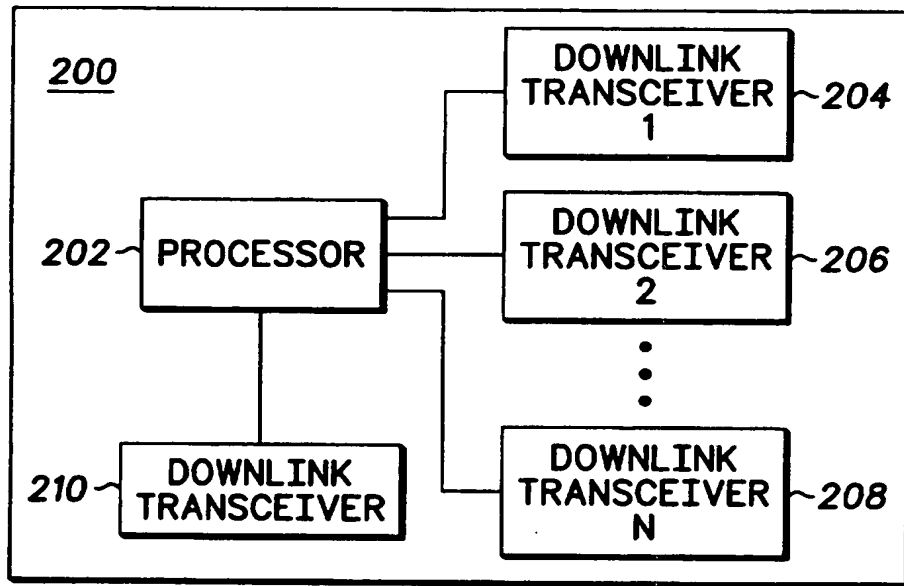 200
DOWNLINK
TRANSCEIVER
1
204
PROCESSOR
202
DOWNLINK
TRANSCEIVER
2
206
210
DOWNLINK
TRANSCEIVER
DOWNLINK
TRANSCEIVER
N
208